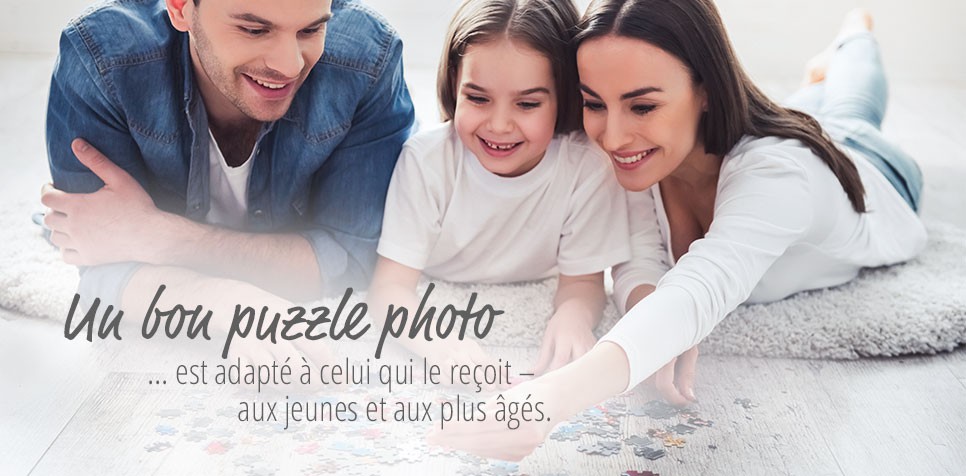 Un bon puzzle photo
... est adapté à celui qui le reçoit –
aux jeunes et aux plus âgés.